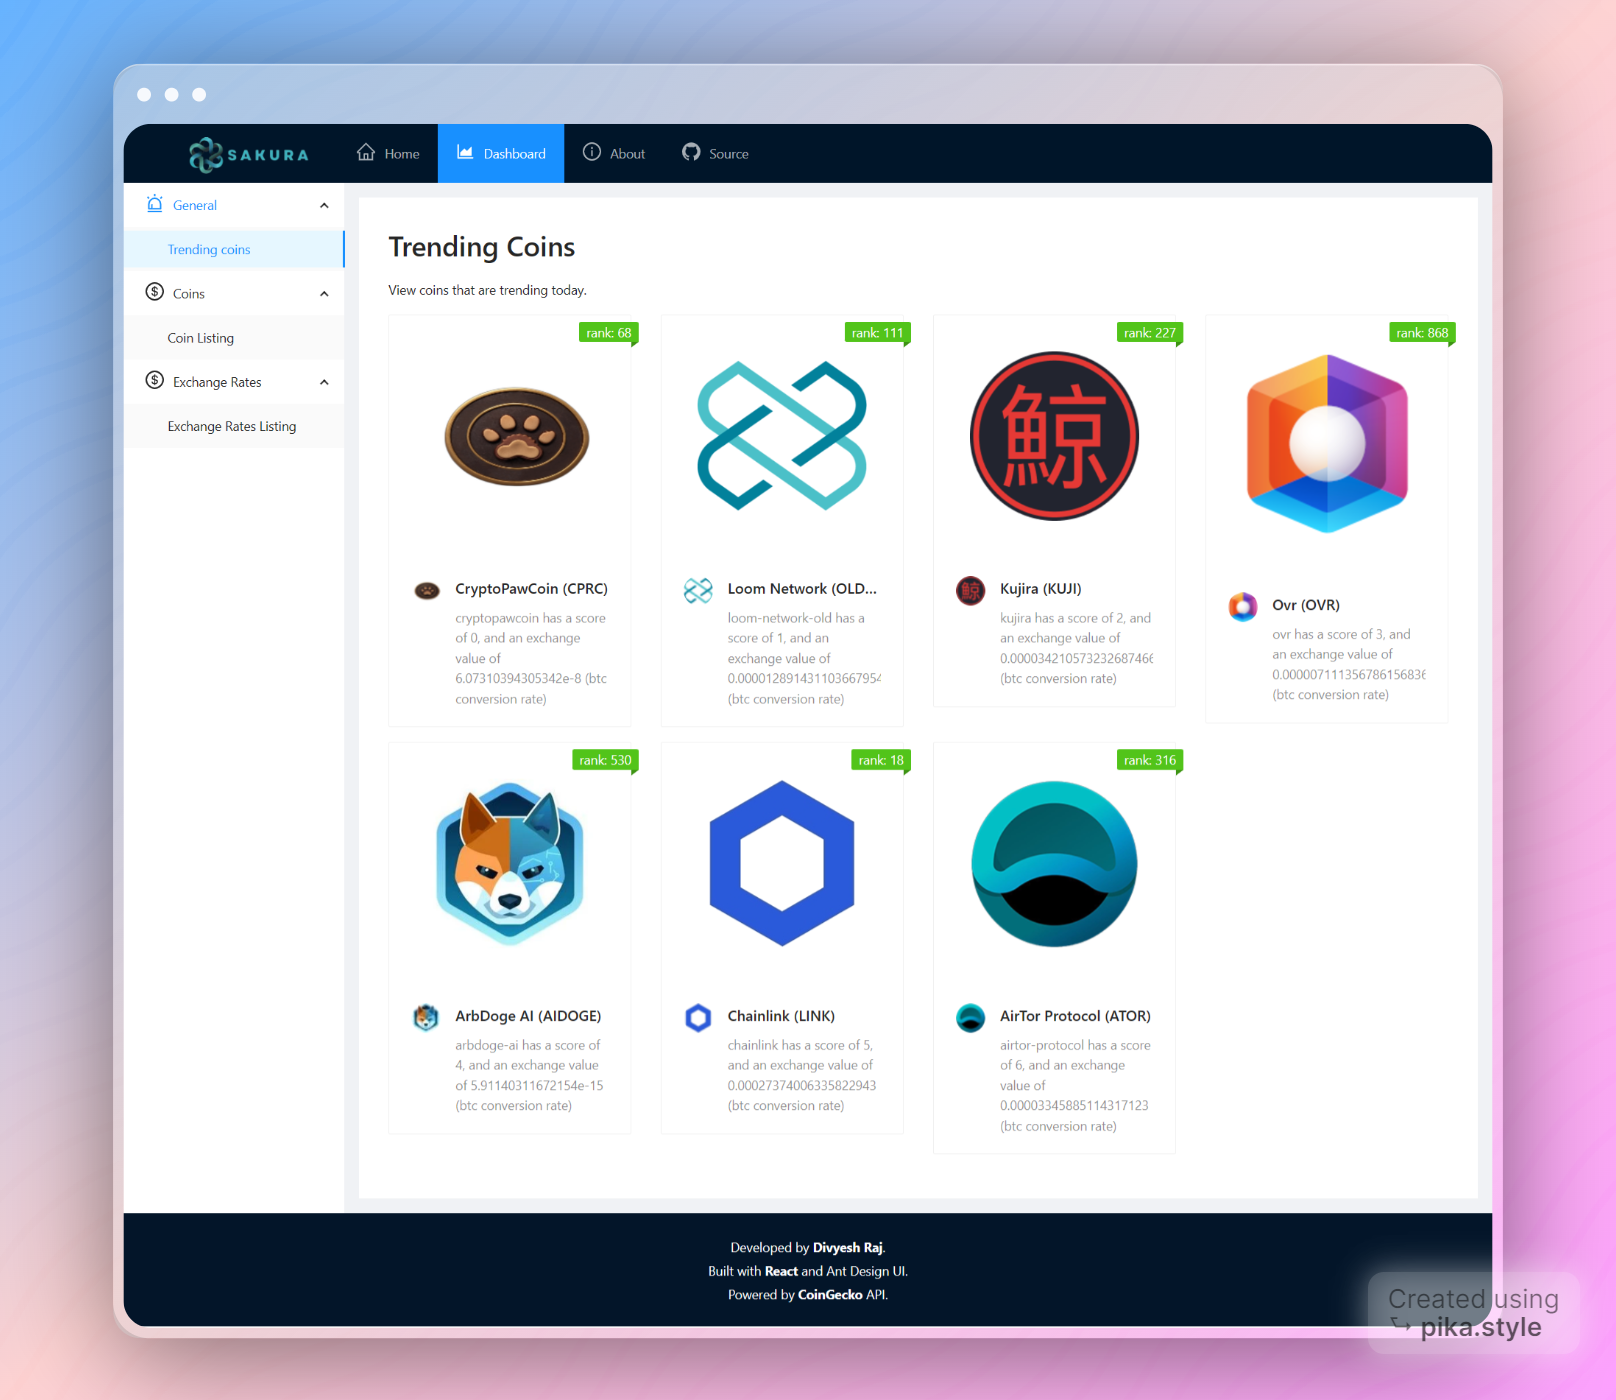 SAKURA
Home
Dashboard
About
Source
General
Trending coins
Coins
Coin Listing
Exchange Rates
Exchange Rates Listing
Trending Coins
View coins that are trending today.
rank: 68
CryptoPawCoin (CPRC)
cryptopawcoin has a score
of 0, and an exchange
value of
6.07310394305342e-8 (btc
conversion rate)
rank: 111
Loom Network (OLD...
loom-network-old has a
score of 1, and an
exchange value of
0.000012891431103667954
(btc conversion rate)
rank: 227
鯨
Kujira (KUJI)
kujira has a score of 2, and
an exchange value of
0.000034210573232687466
(btc conversion rate)
rank: 868
Ovr (OVR)
ovr has a score of 3, and
an exchange value of
0.000007111356786156836
(btc conversion rate)
rank: 530
ArbDoge AI (AIDOGE)
arbdoge-ai has a score of
4, and an exchange value
of 5.91140311672154e-15
(btc conversion rate)
rank: 18
Chainlink (LINK)
chainlink has a score of 5,
and an exchange value of
0.00027374006335822943
(btc conversion rate)
rank: 316
AirTor Protocol (ATOR)
airtor-protocol has a score
of 6, and an exchange
value of
0.00003345885114317123
(btc conversion rate)
Developed by Divyesh Raj.
Built with React and Ant Design UI.
Powered by CoinGecko API.
Created using
pika.style